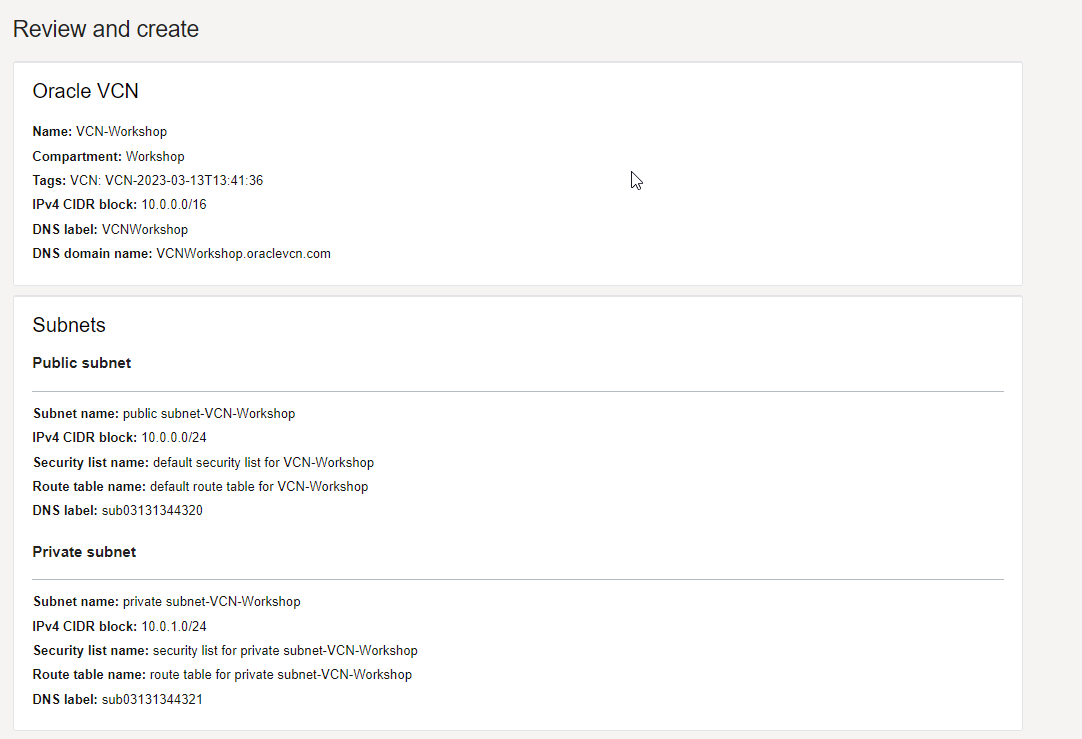 Review and create
Oracle VCN
Name: VCN-Workshop
Compartment: Workshop
Tags: VCN: VCN-2023-03-13T13:41:36
IPv4 CIDR block: 10.0.0.0/16
DNS label: VCNWorkshop
DNS domain name: VCNWorkshop.oraclevcn.com
Subnets
Public subnet
Subnet name: public subnet-VCN-Workshop
IPv4 CIDR block: 10.0.0.0/24
Security list name: default security list for VCN-Workshop
Route table name: default route table for VCN-Workshop
DNS label: sub03131344320
Private subnet
Subnet name: private subnet-VCN-Workshop
IPv4 CIDR block: 10.0.1.0/24
Security list name: security list for private subnet-VCN-Workshop
Route table name: route table for private subnet-VCN-Workshop
DNS label: sub03131344321